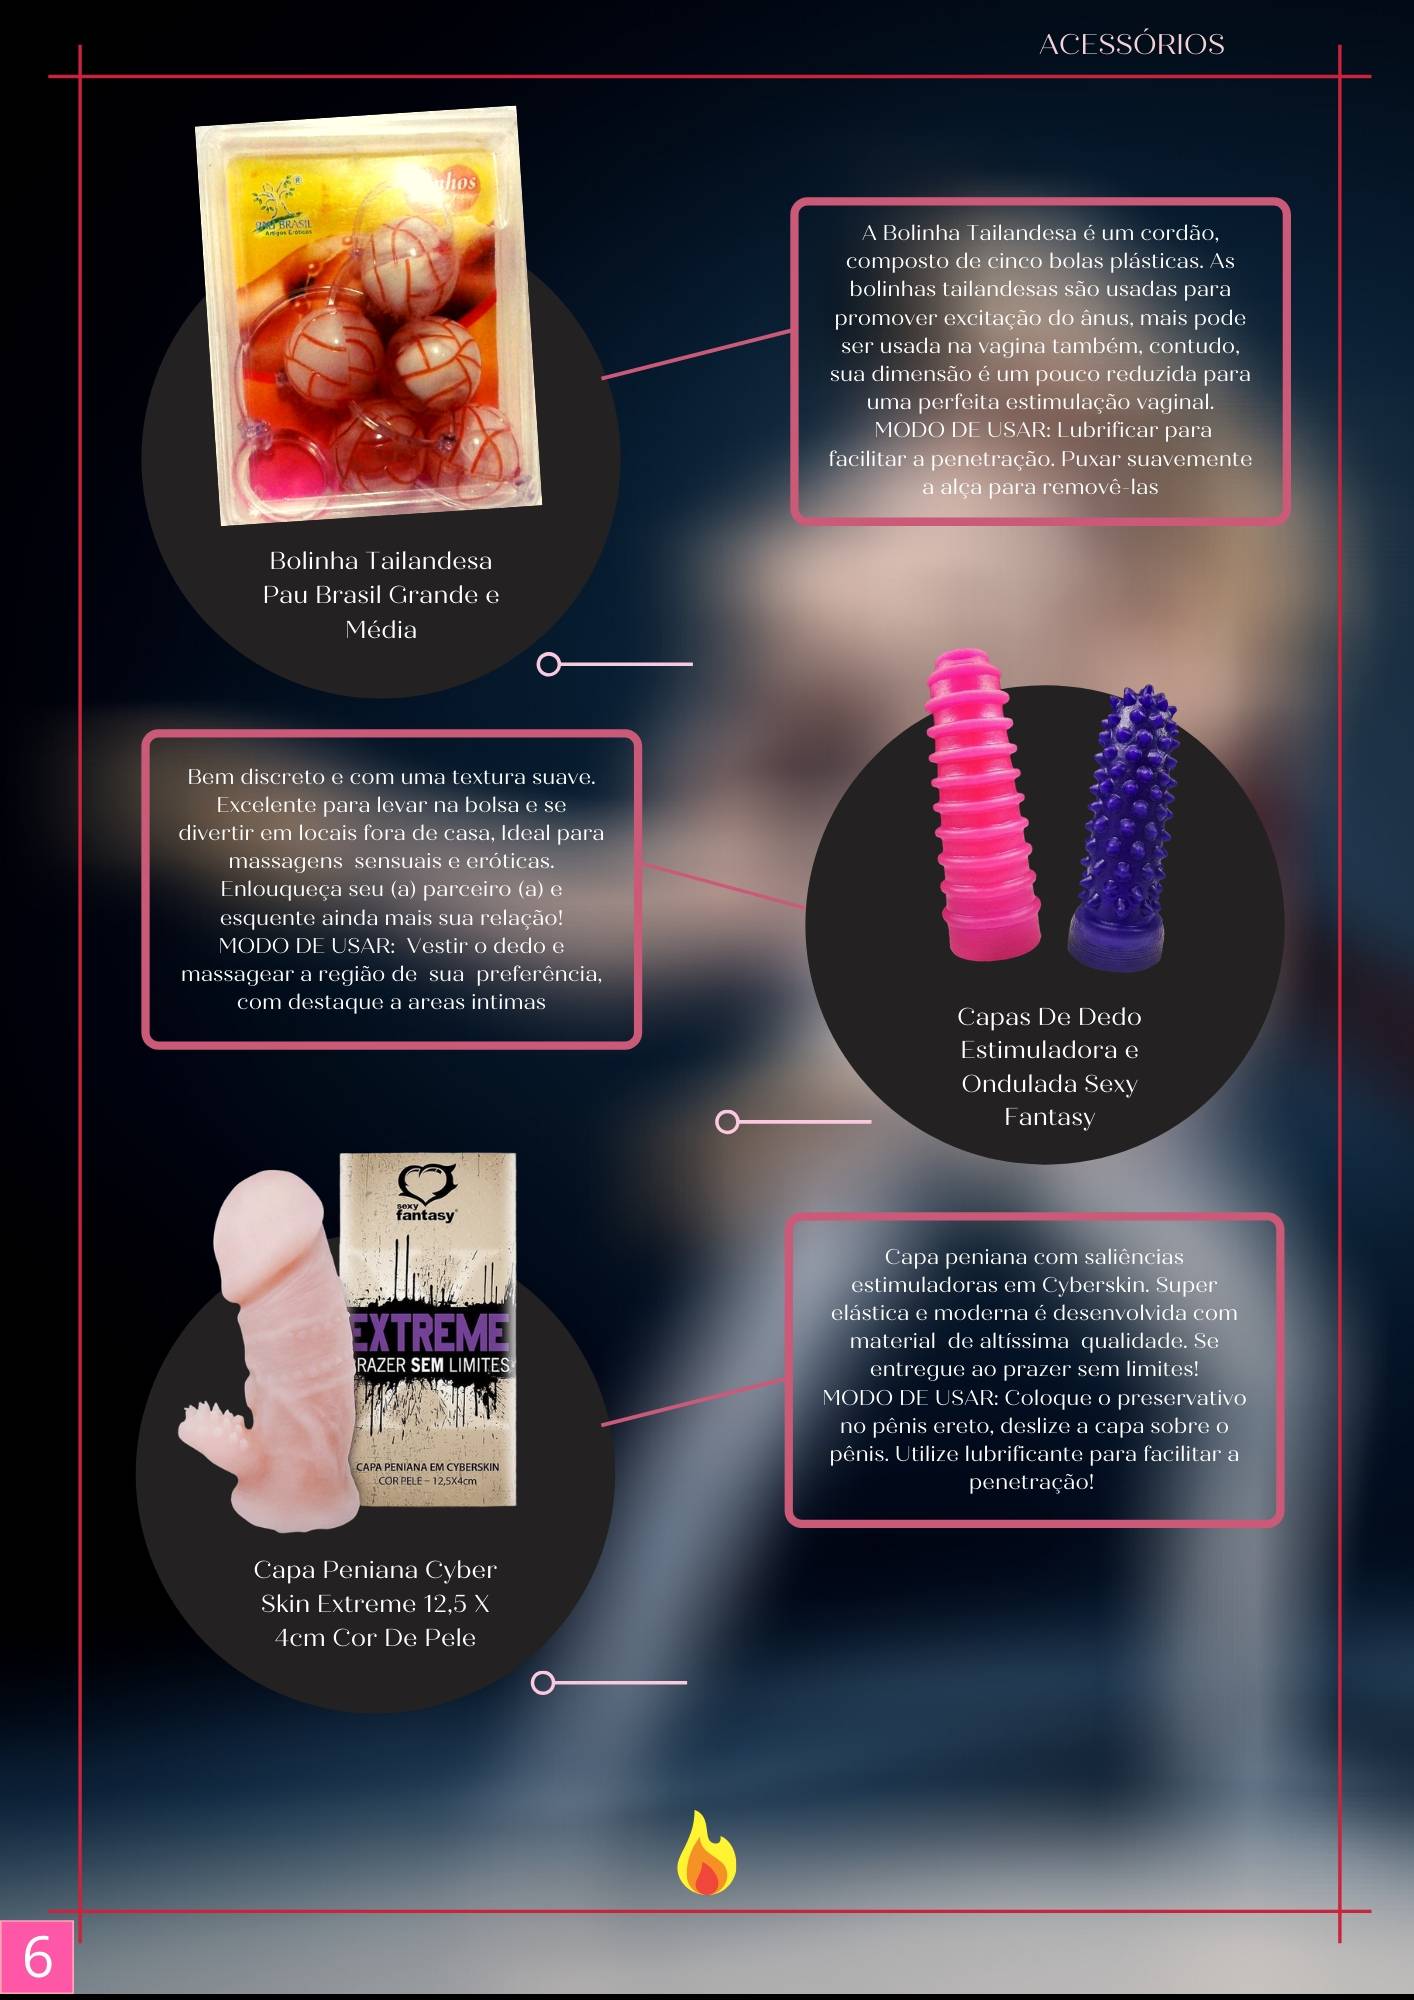 ACESSÓRIOS
nhos
PAU BRASIL
Artigos Eróticos
A Bolinha Tailandesa é um cordão,
composto de cinco bolas plásticas. As
bolinhas tailandesas são usadas para
promover excitação do ânus, mais pode
ser usada na vagina também, contudo,
sua dimensão é um pouco reduzida para
uma perfeita estimulação vaginal.
MODO DE USAR: Lubrificar para
facilitar a penetração. Puxar suavemente
a alça para removê-las
Bolinha Tailandesa
Pau Brasil Grande e
Média
Bem discreto e com uma textura suave.
Excelente para levar na bolsa e se
divertir em locais fora de casa, Ideal para
massagens sensuais e eróticas.
Enlouqueça seu (a) parceiro (a) e
esquente ainda mais sua relação!
MODO DE USAR: Vestir o dedo e
massagear a região de sua preferência,
com destaque a areas intimas
Capas De Dedo
Estimuladora e
Ondulada Sexy
Fantasy
sexy
fantasy
EXTREME
RAZER SEM LIMITES
CAPA PENIANA EM CYBERSKIN
COR PELE – 12,5X4cm
Capa peniana com saliências
estimuladoras em Cyberskin. Super
elástica e moderna é desenvolvida com
material de altíssima qualidade. Se
entregue ao prazer sem limites!
MODO DE USAR: Coloque o preservativo
no pênis ereto, deslize a capa sobre o
pênis. Utilize lubrificante para facilitar a
penetração!
Capa Peniana Cyber
Skin Extreme 12,5 X
4cm Cor De Pele
6